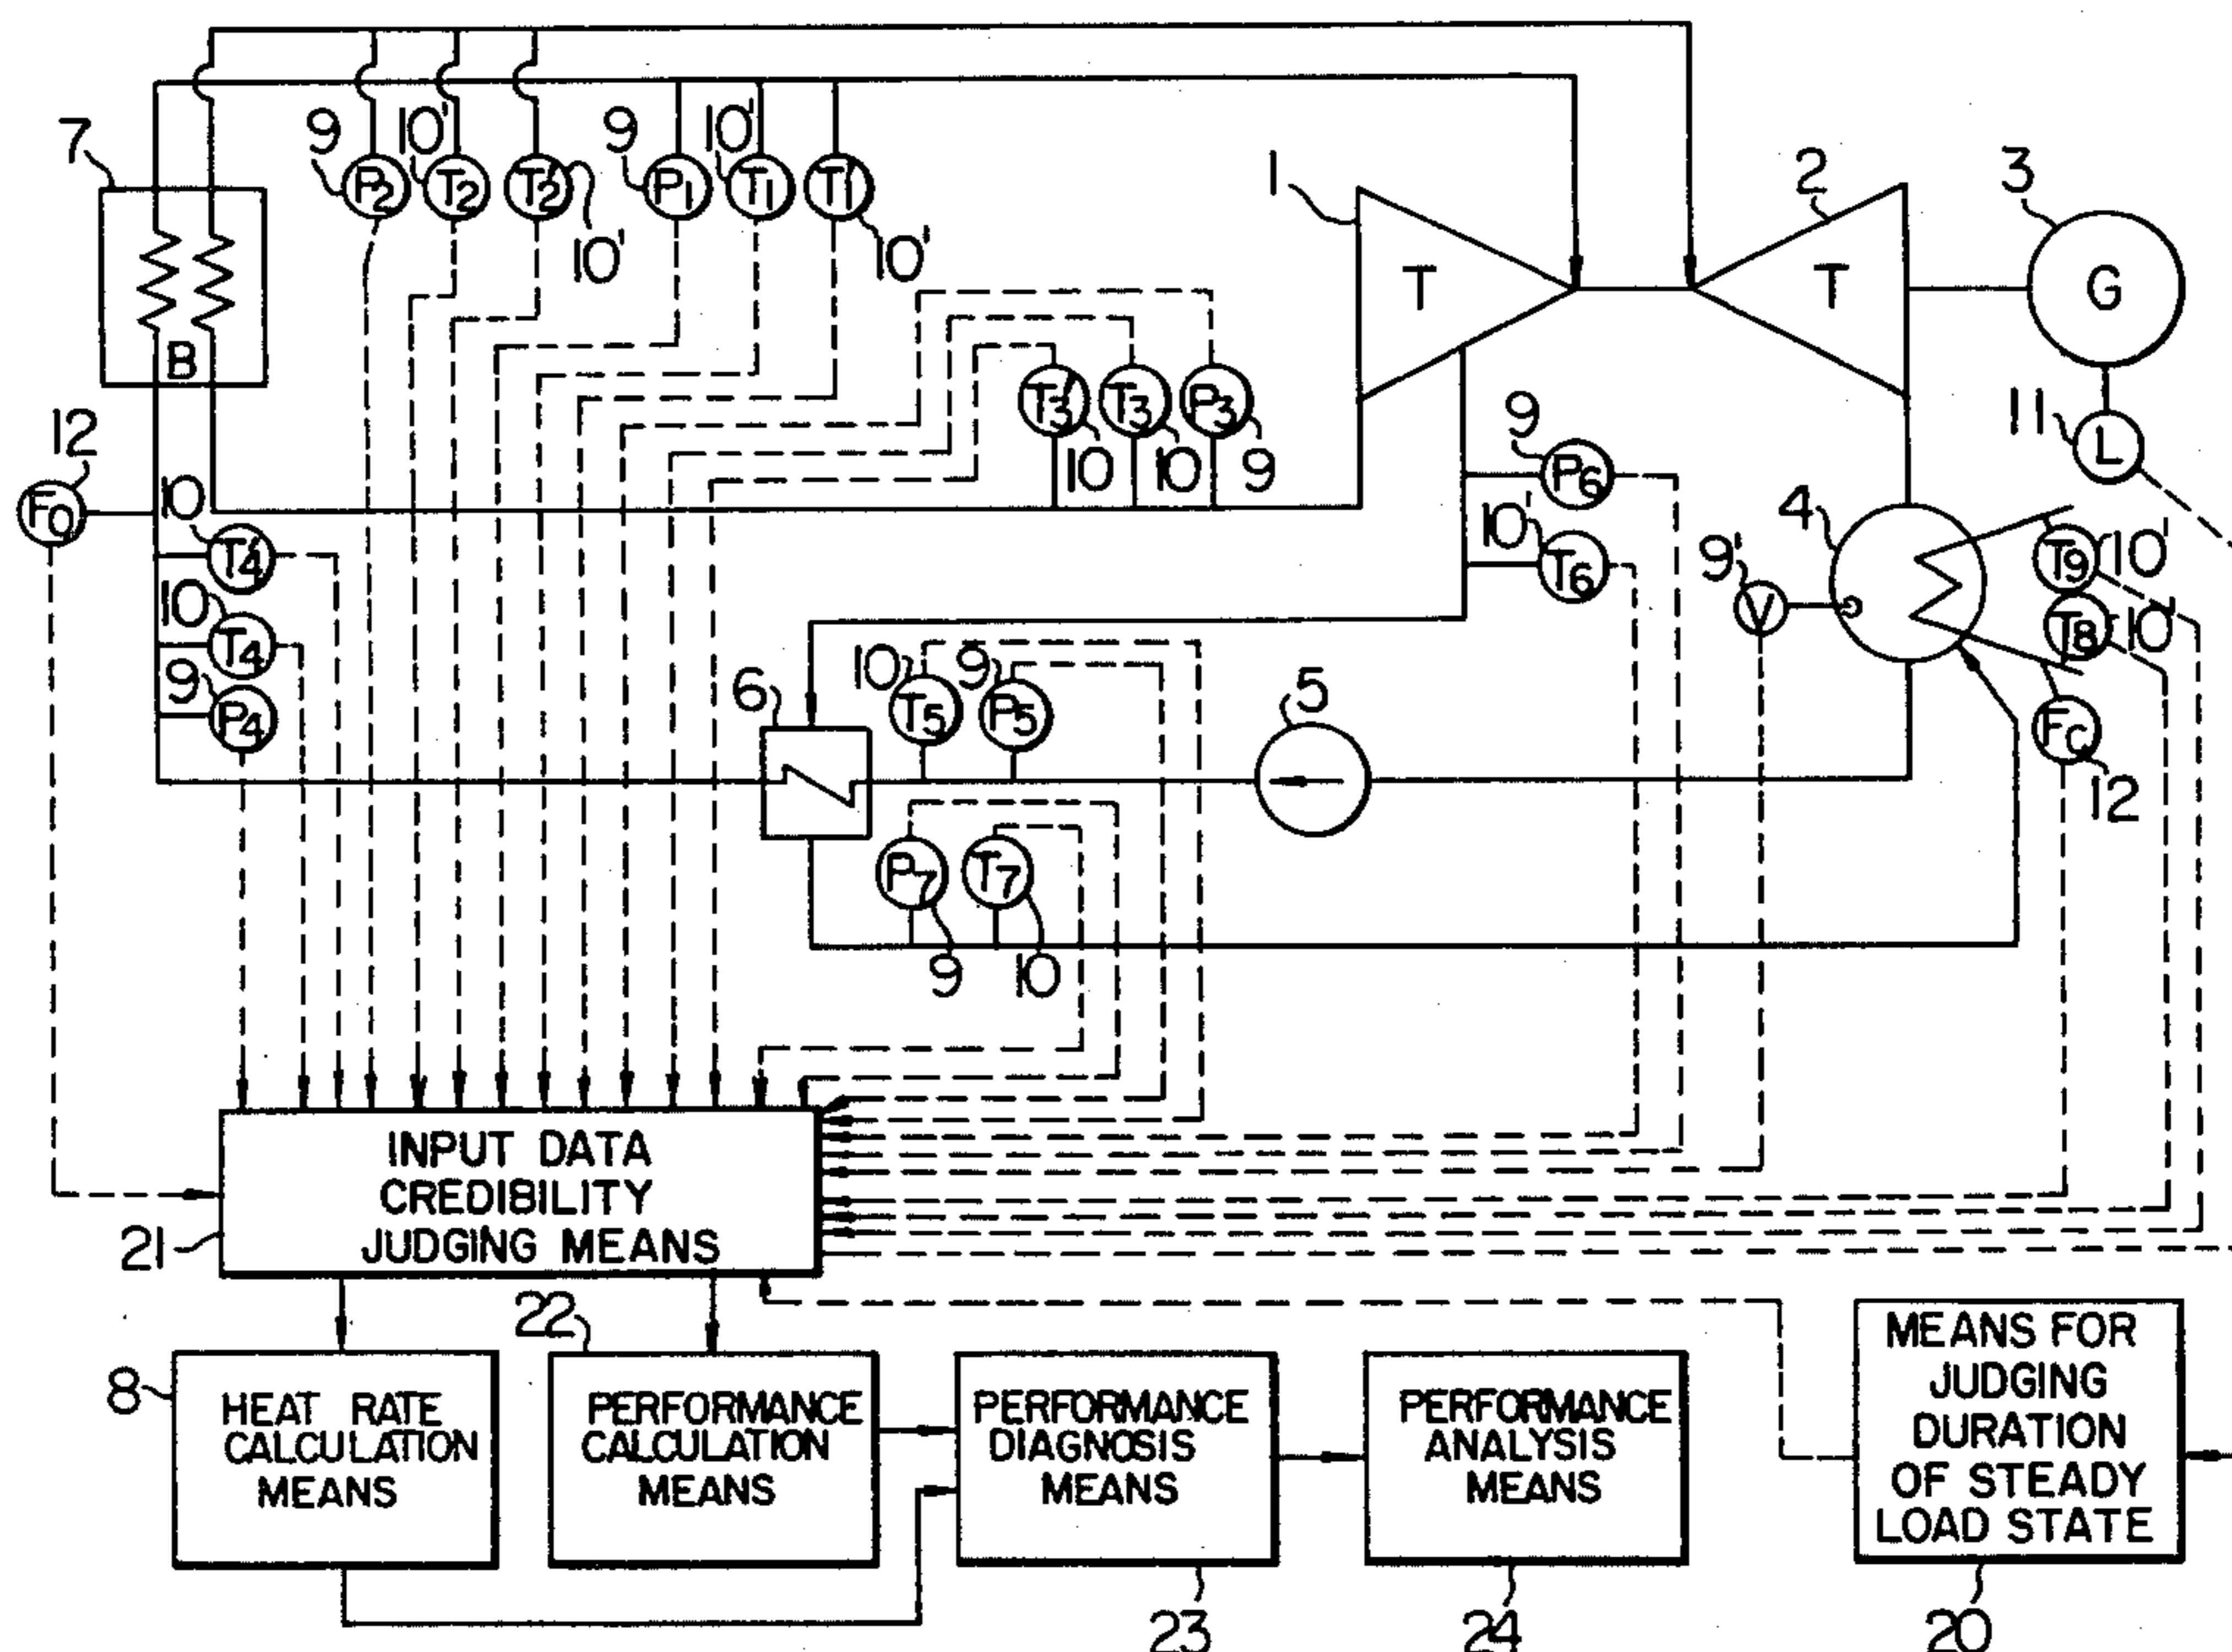 7
9
10'
9
10'
1
2
3
P2
T2
T2'
P1
T1
T1'
10'
10'
T
T
G
B
12
T3'
T3
P3
9
11
10
10
9
P6
L
F0
10
10'
4
T4'
T6
9'
T9
10'
10
T4
V
T8
10'
9
6
10
9
5
P4
T5
P5
FC
12
P7
T7
9
10
INPUT DATA
CREDIBILITY
JUDGING MEANS
21
22
8
HEAT RATE
CALCULATION
MEANS
PERFORMANCE
CALCULATION
MEANS
PERFORMANCE
DIAGNOSIS
MEANS
PERFORMANCE
ANALYSIS
MEANS
MEANS FOR
JUDGING
DURATION
OF STEADY
LOAD STATE
23
24
20